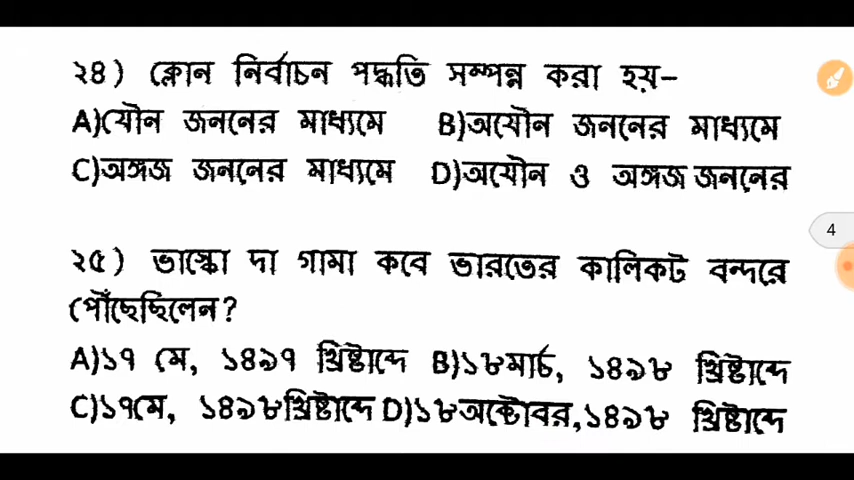 ২৪) ক্লোন নির্বাচন পদ্ধতি সম্পন্ন করা হয়-
A)যৌন জননের মাধ্যমে B)অযৌন জননের মাধ্যমে
C)অঙ্গজ জননের মাধ্যমে D)অযৌন ও অঙ্গজ জননের
২৫) ভাস্কো দা গামা কবে ভারতের কালিকট বন্দরে
পৌঁছেছিলেন?
A)১৭ মে, ১৪৯৭ খ্রিষ্টাব্দে B)১৮মার্চ, ১৪৯৮ খ্রিষ্টাব্দে
C)১৭মে, ১৪৯৮খ্রিষ্টাব্দে D)১৮অক্টোবর,১৪৯৮ খ্রিষ্টাব্দে
4